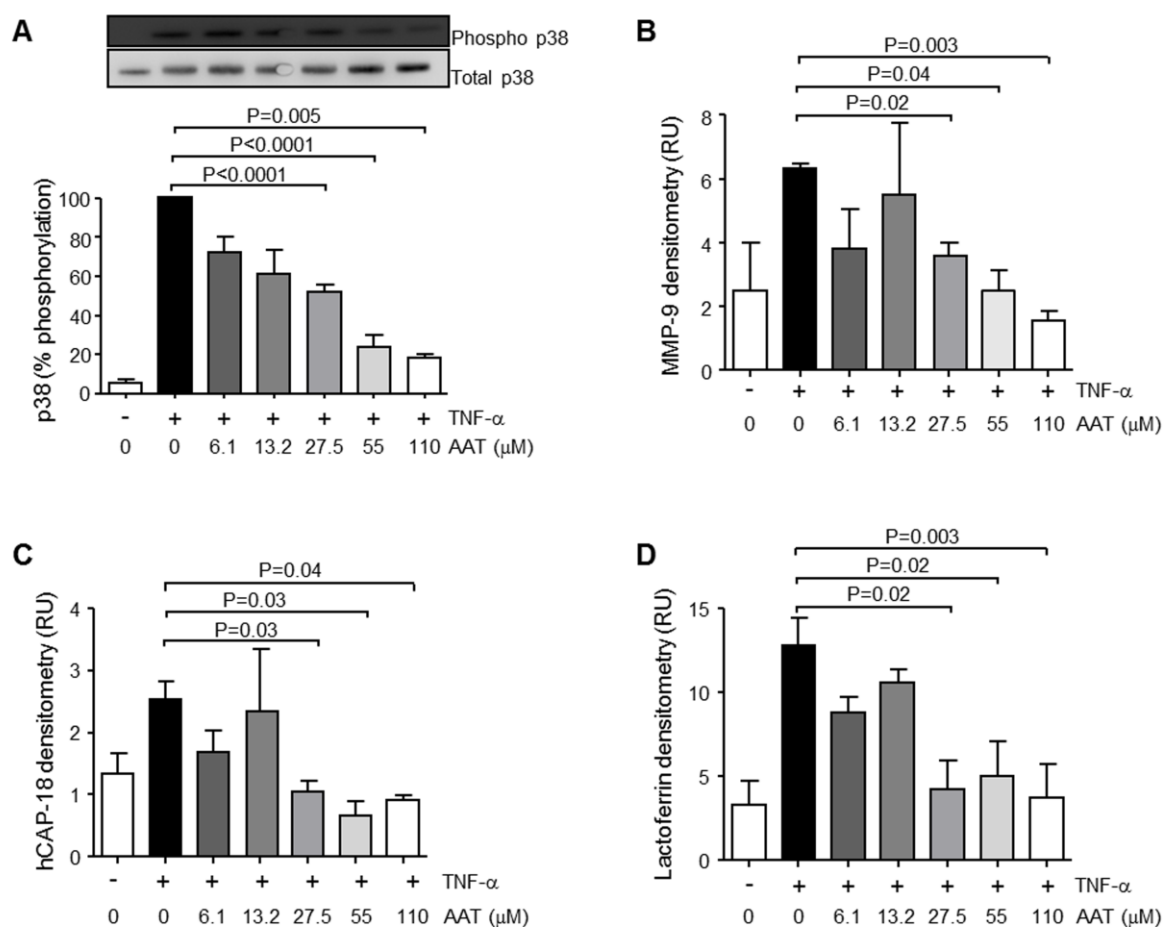 A
Phospho p38
Total p38
P=0.005
P<0.0001
P<0.0001
p38 (% phosphorylation)
100
80
60
40
20
0
- + + + + + + TNF-α
0 0 6.1 13.2 27.5 55 110 AAT (μM)
B
P=0.003
P=0.04
P=0.02
MMP-9 densitometry (RU)
8
6
4
2
0
- + + + + + + TNF-α
0 0 6.1 13.2 27.5 55 110 AAT (μM)
C
P=0.04
P=0.03
P=0.03
hCAP-18 densitometry (RU)
4
3
2
1
0
- + + + + + + TNF-α
0 0 6.1 13.2 27.5 55 110 AAT (μM)
D
P=0.003
P=0.02
P=0.02
Lactoferrin densitometry (RU)
15
10
5
0
- + + + + + + TNF-α
0 0 6.1 13.2 27.5 55 110 AAT (μM)